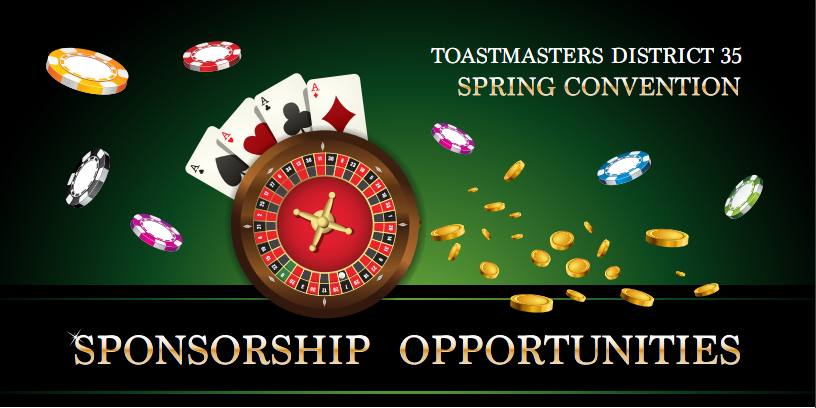 TOASTMASTERS DISTRICT 35
SPRING CONVENTION
A
A
A
A
SPONSORSHIP OPPORTUNITIES